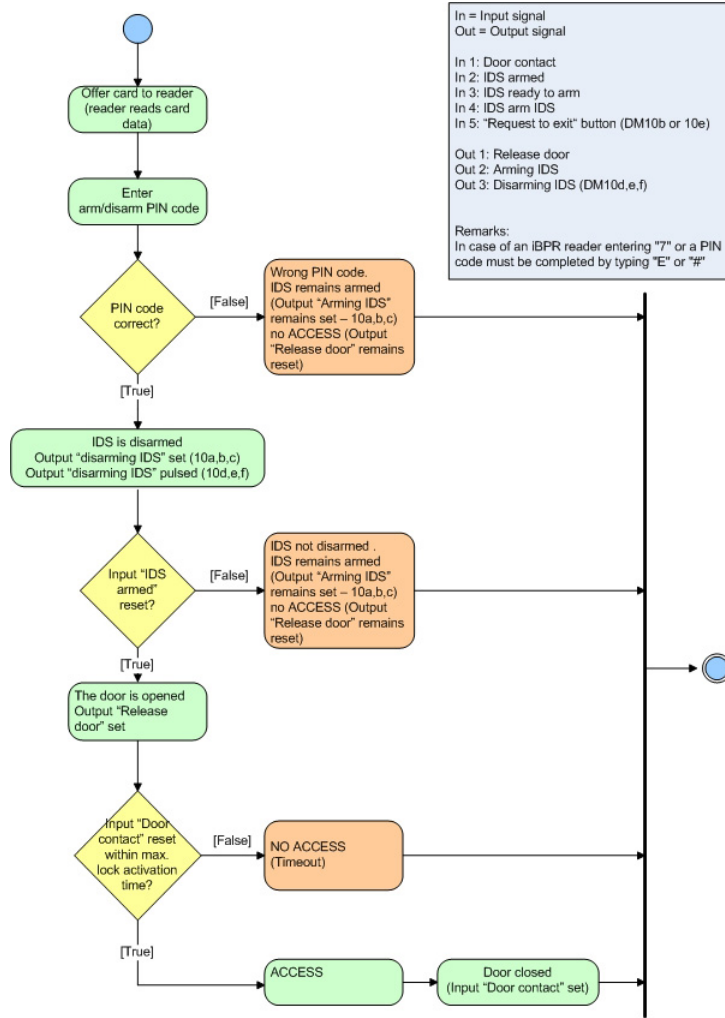 In = Input signal
Out = Output signal
In 1: Door contact
In 2: IDS armed
In 3: IDS ready to arm
In 4: IDS arm IDS
In 5: “Request to exit“ button (DM10b or 10e)
Out 1: Release door
Out 2: Arming IDS
Out 3: Disarming IDS (DM10d,e,f)
Remarks:
In case of an iBPR reader entering "7" or a PIN
code must be completed by typing "E" or "#"
Offer card to reader
(reader reads card
data)
Enter
arm/disarm PIN code
PIN code
correct?
[False]
Wrong PIN code.
IDS remains armed
(Output “Arming IDS”
remains set – 10a,b,c)
no ACCESS (Output
“Release door” remains
reset)
[True]
IDS is disarmed
Output “disarming IDS” set (10a,b,c)
Output “disarming IDS” pulsed (10d,e,f)
Input “IDS
armed”
reset?
[False]
IDS not disarmed .
IDS remains armed
(Output “Arming IDS”
remains set – 10a,b,c)
no ACCESS (Output
“Release door” remains
reset)
[True]
The door is opened
Output “Release
door” set
Input “Door
contact” reset
within max.
lock activation
time?
[False]
NO ACCESS
(Timeout)
[True]
ACCESS
Door closed
(Input “Door contact” set)